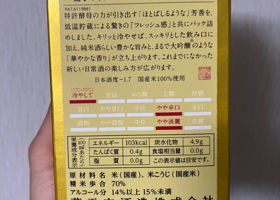 PAT.6119881
特許酵母の力が引き出す「ほとばしるような」芳香を、
低温貯蔵による驚きの「フレッシュ感」と共にパック詰め
しました。キリッと冷やせば、スッキリとした飲み口に
加え、純米酒らしい豊かな旨みと、まるで大吟醸のような
「華やかな香り」が立ち上がります。これまでになかった
新しい日常酒の楽しみ方が広がります。
日本酒度-1.7 国産米100%使用
冷やして
やや辛口
やや淡麗
エネルギー 103kcal 炭水化物 4.9g
たんぱく質 0.4g 食塩相当量 0.0g
脂質 0.0g この表示値は目安です。
原材料 米(国産)、米こうじ(国産米)
精米歩合 70%
アルコール分 14%以上15%未満